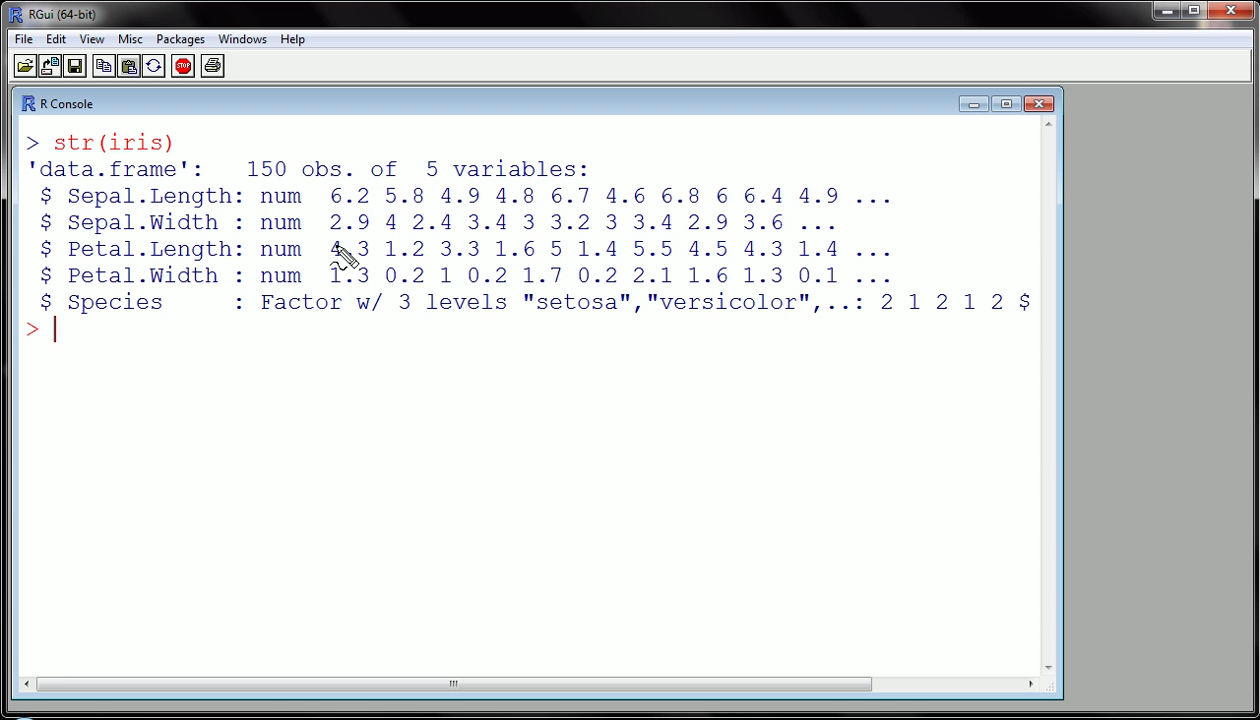 RGui (64-bit)
File Edit View Misc Packages Windows Help
STOP
R Console
> str(iris)
'data.frame': 150 obs. of 5 variables:
$ Sepal.Length: num 6.2 5.8 4.9 4.8 6.7 4.6 6.8 6 6.4 4.9 ...
$ Sepal.Width : num 2.9 4 2.4 3.4 3 3.2 3 3.4 2.9 3.6 ...
$ Petal.Length: num 4.3 1.2 3.3 1.6 5 1.4 5.5 4.5 4.3 1.4 ...
$ Petal.Width : num 1.3 0.2 1 0.2 1.7 0.2 2.1 1.6 1.3 0.1 ...
$ Species : Factor w/ 3 levels "setosa","versicolor",..: 2 1 2 1 2 $
>